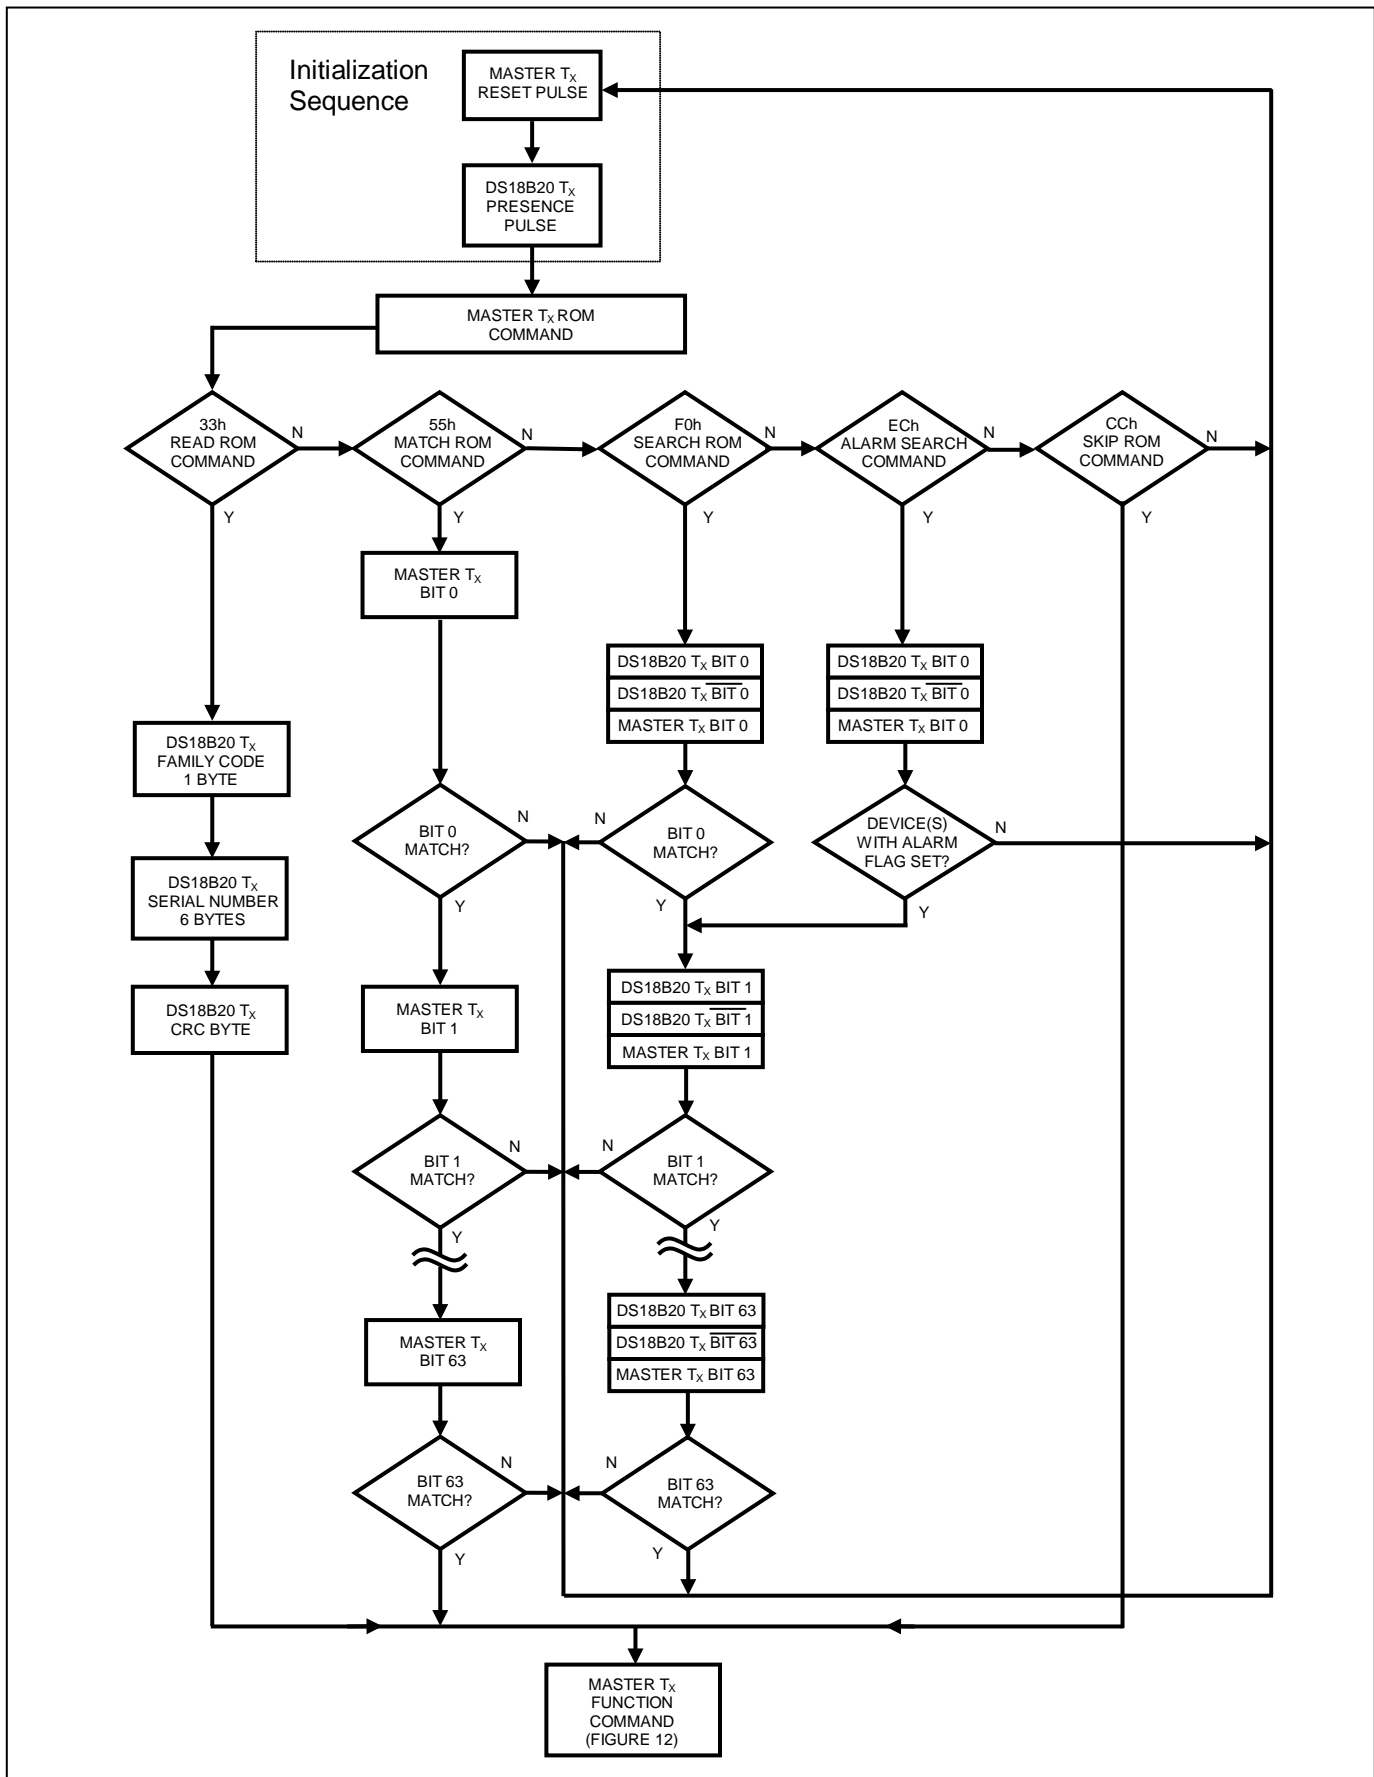 Initialization
Sequence
MASTER TX
RESET PULSE
DS18B20 TX
PRESENCE
PULSE
MASTER TX ROM
COMMAND
33h
READ ROM
COMMAND
N
Y
55h
MATCH ROM
COMMAND
N
Y
F0h
SEARCH ROM
COMMAND
N
Y
ECh
ALARM SEARCH
COMMAND
N
Y
CCh
SKIP ROM
COMMAND
N
Y
MASTER TX
BIT 0
DS18B20 TX BIT 0
DS18B20 TX B̅I̅T̅ ̅0̅
MASTER TX BIT 0
DS18B20 TX BIT 0
DS18B20 TX B̅I̅T̅ ̅0̅
MASTER TX BIT 0
DS18B20 TX
FAMILY CODE
1 BYTE
DS18B20 TX
SERIAL NUMBER
6 BYTES
DS18B20 TX
CRC BYTE
BIT 0
MATCH?
N
Y
N
BIT 0
MATCH?
Y
DEVICE(S)
WITH ALARM
FLAG SET?
N
Y
MASTER TX
BIT 1
DS18B20 TX BIT 1
DS18B20 TX B̅I̅T̅ ̅1̅
MASTER TX BIT 1
BIT 1
MATCH?
N
Y
N
BIT 1
MATCH?
Y
MASTER TX
BIT 63
DS18B20 TX BIT 63
DS18B20 TX B̅I̅T̅ ̅6̅3̅
MASTER TX BIT 63
BIT 63
MATCH?
N
Y
N
BIT 63
MATCH?
Y
MASTER TX
FUNCTION
COMMAND
(FIGURE 12)